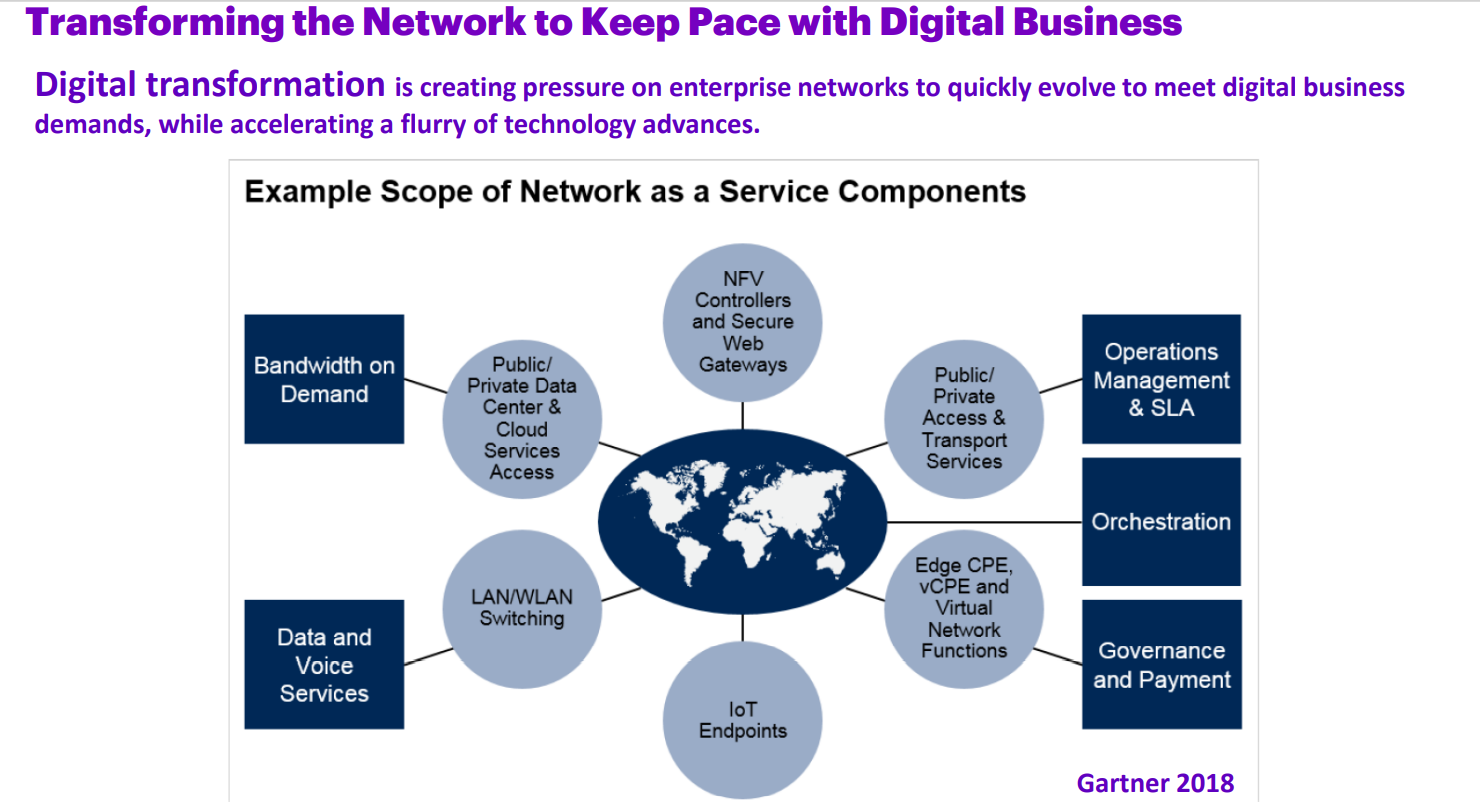 Transforming the Network to Keep Pace with Digital Business
Digital transformation is creating pressure on enterprise networks to quickly evolve to meet digital business
demands, while accelerating a flurry of technology advances.
Example Scope of Network as a Service Components
NFV
Controllers
and Secure
Web
Gateways
Bandwidth on
Demand
Public/
Private Data
Center &
Cloud
Services
Access
Public/
Private
Access &
Transport
Services
Operations
Management
& SLA
Orchestration
LAN/WLAN
Switching
Edge CPE,
vCPE and
Virtual
Network
Functions
Data and
Voice
Services
Governance
and Payment
IoT
Endpoints
Gartner 2018